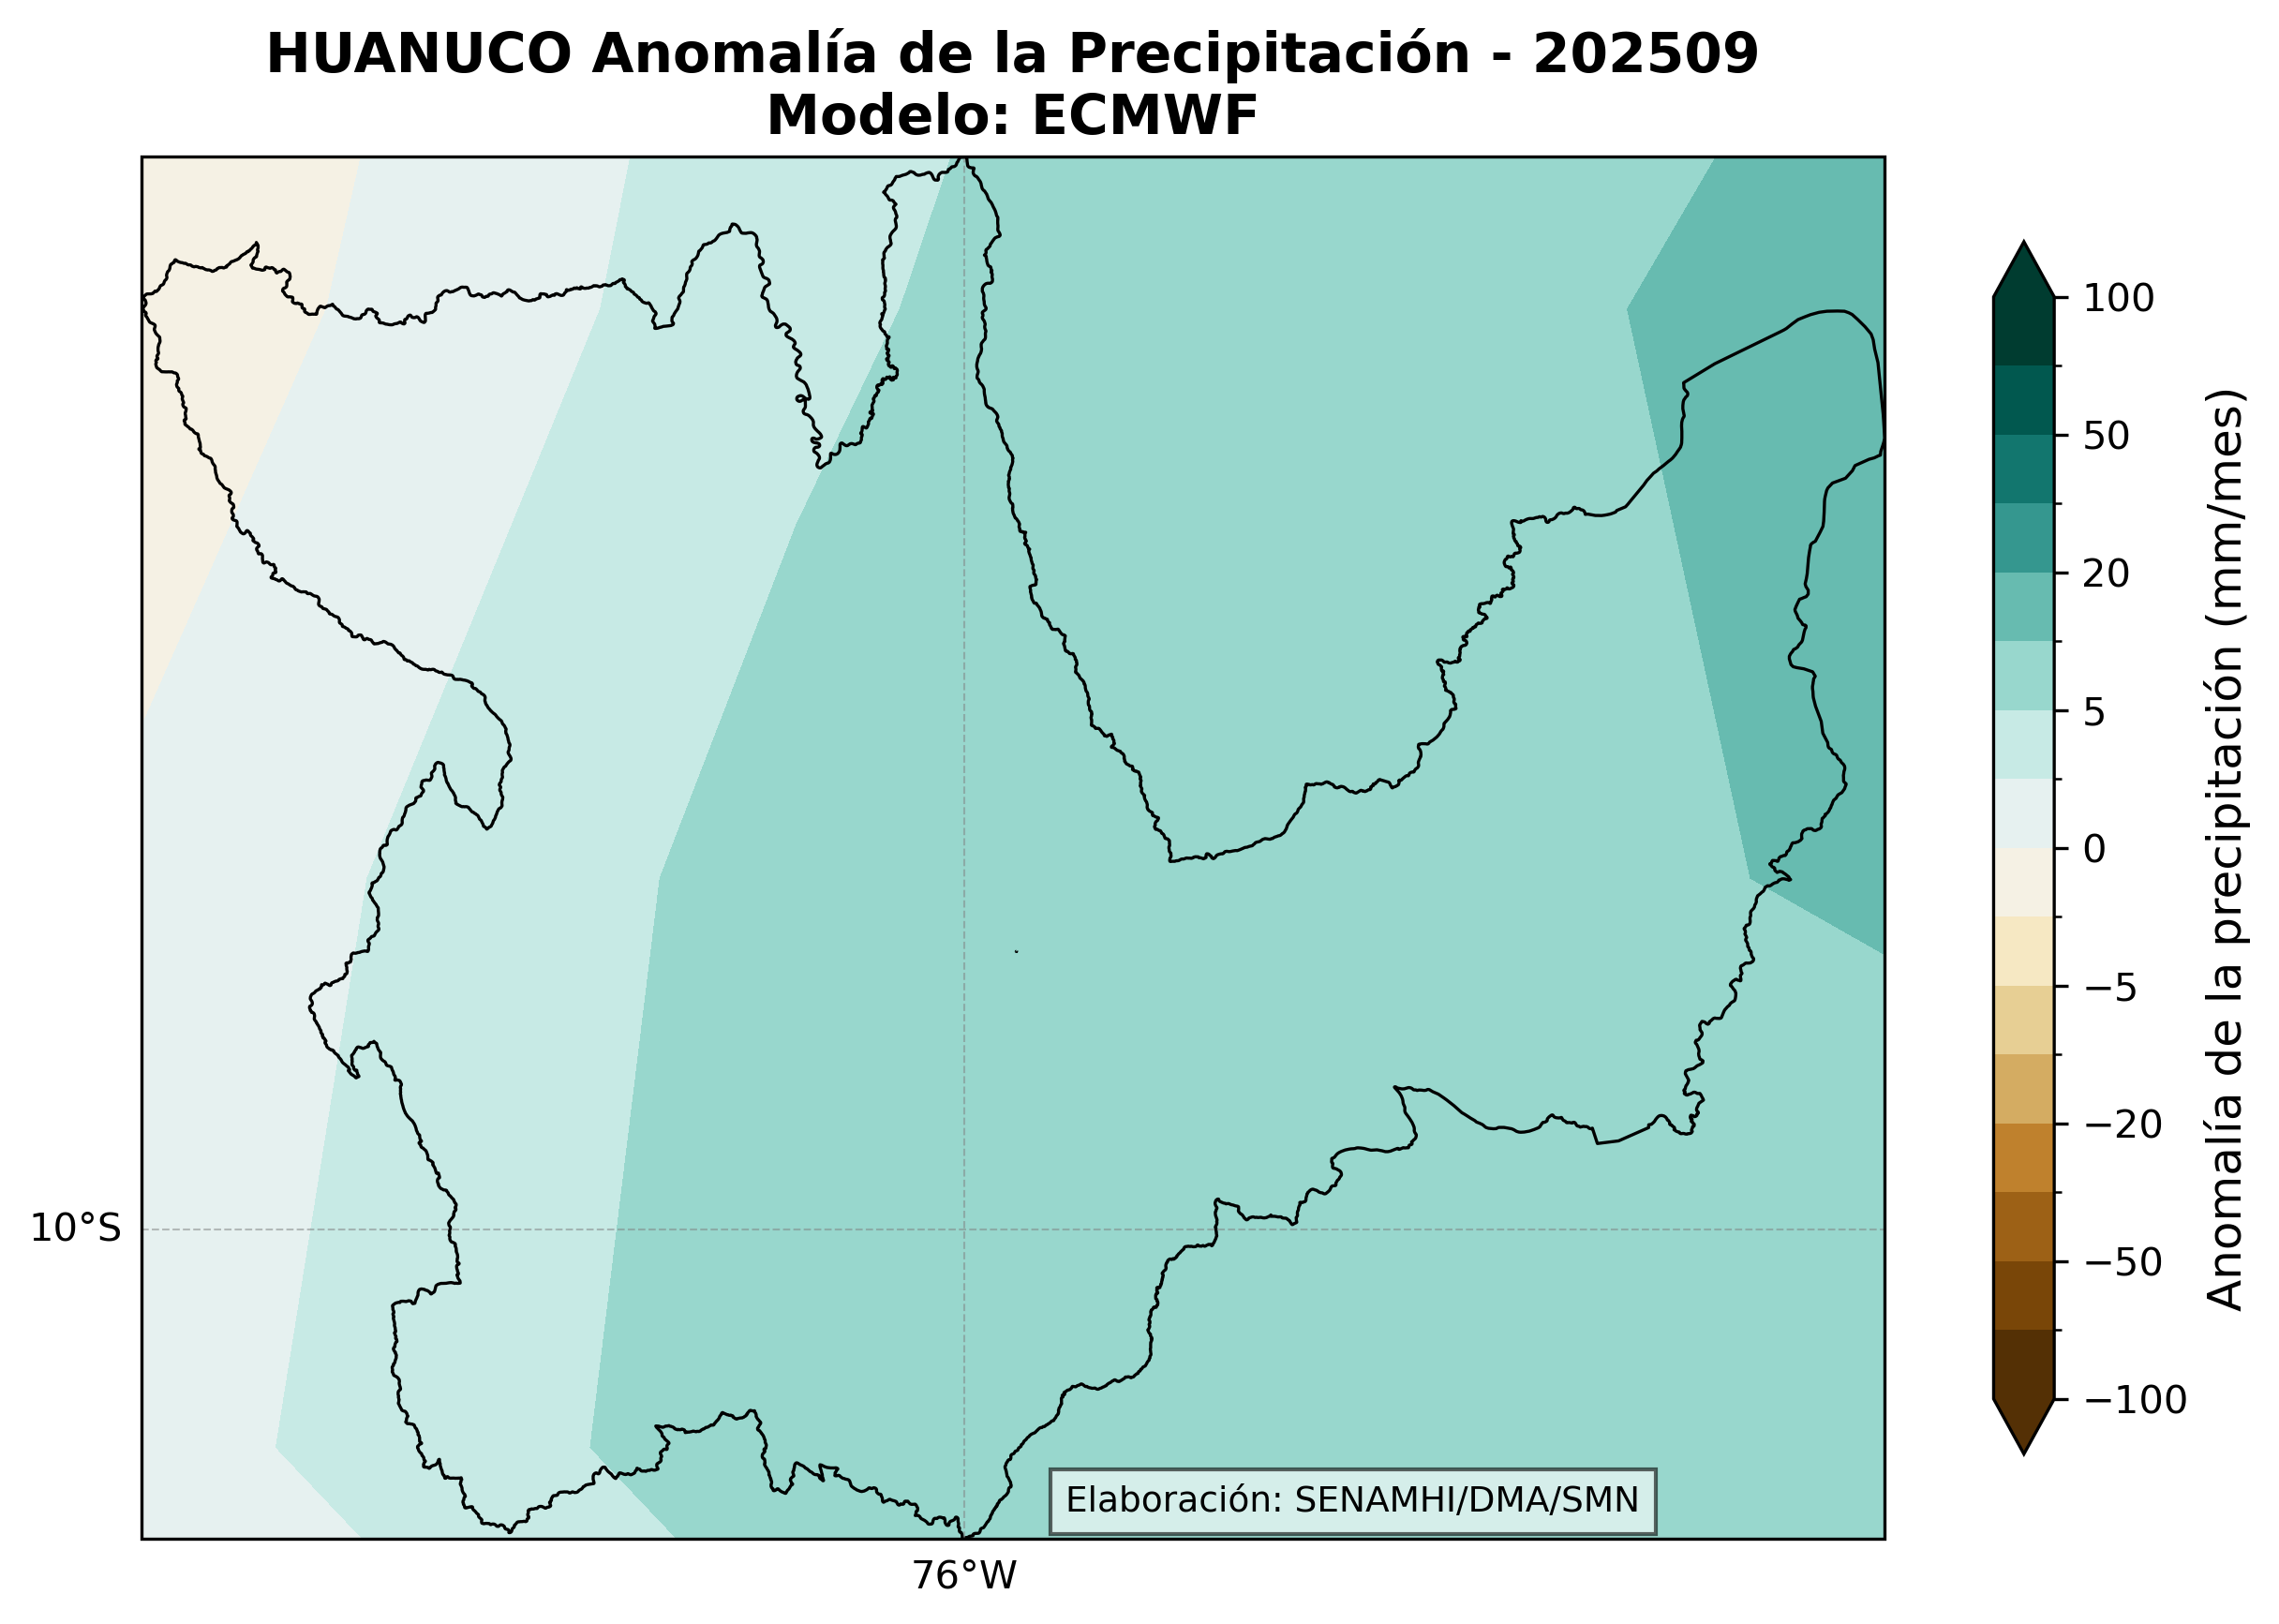 HUANUCO Anomalía de la Precipitación - 202509
Modelo: ECMWF
100
50
20
5
0
−5
−20
−50
−100
Anomalía de la precipitación (mm/mes)
10°S
76°W
Elaboración: SENAMHI/DMA/SMN